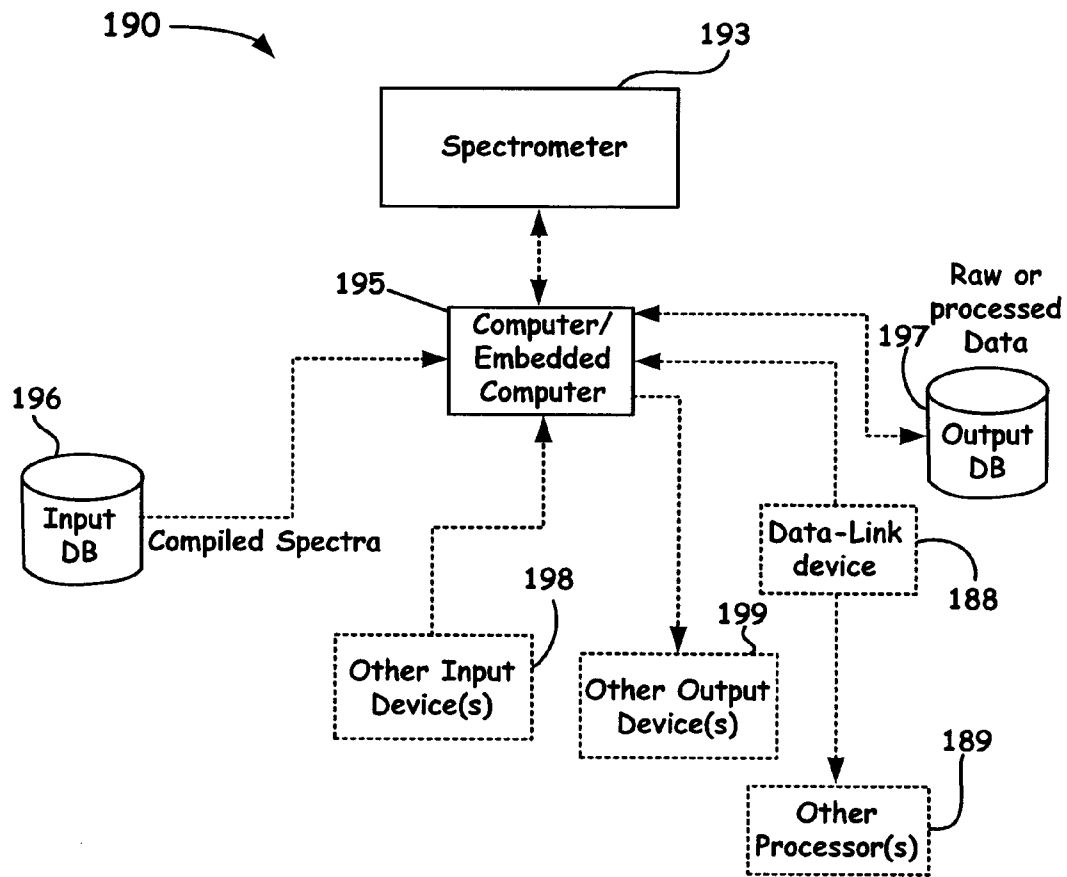 190
193
Spectrometer
195
Computer/
Embedded
Computer
Raw or
processed
Data
197
Output
DB
196
Input
DB
Compiled Spectra
Data-Link
device
188
198
199
Other Input
Device(s)
Other Output
Device(s)
189
Other
Processor(s)